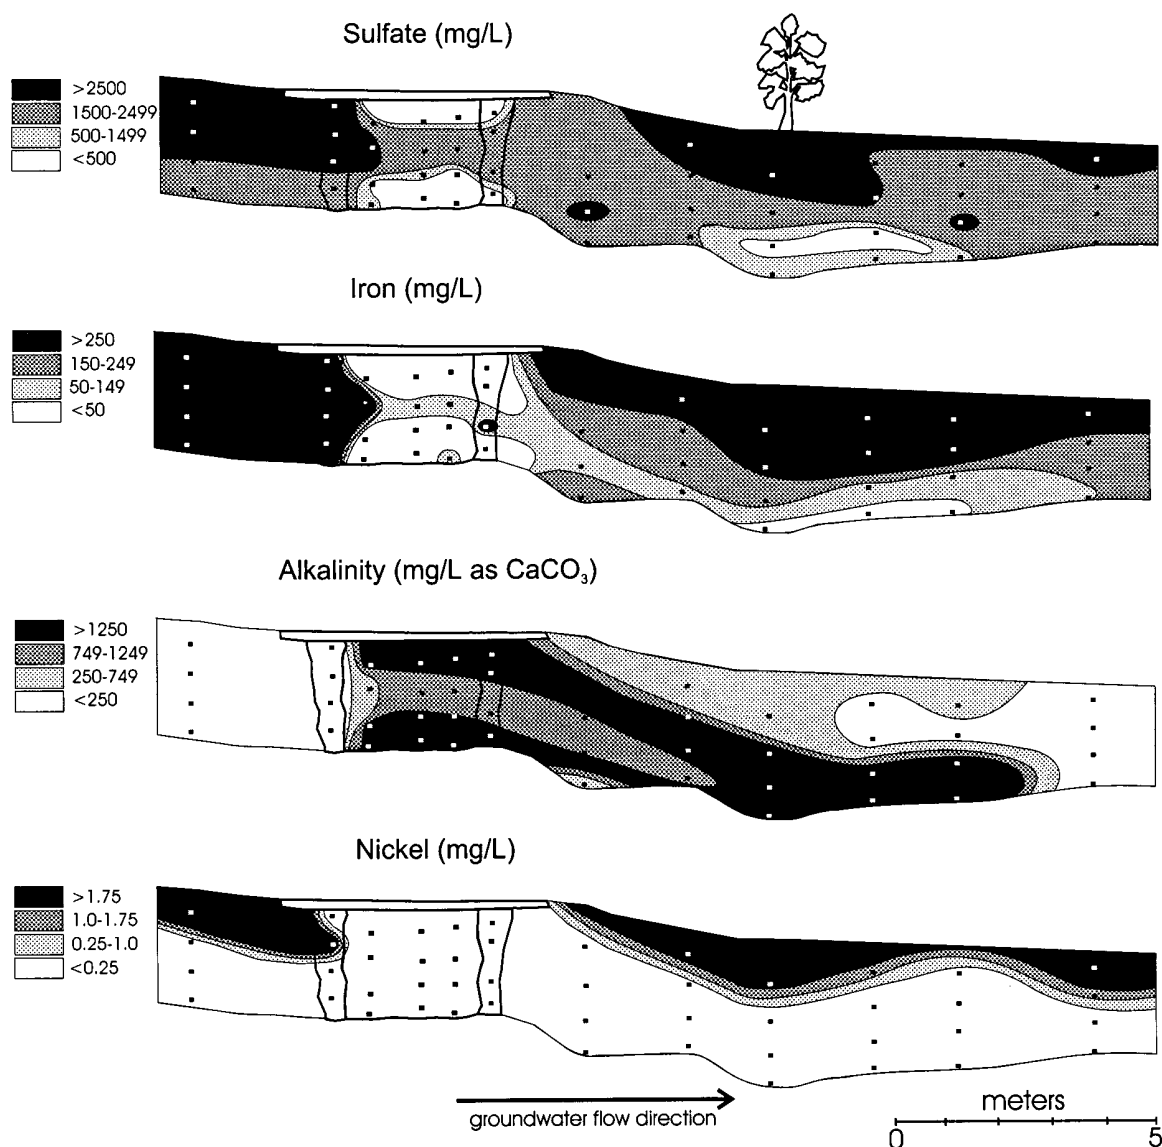 Sulfate (mg/L)
>2500
1500-2499
500-1499
<500
Iron (mg/L)
>250
150-249
50-149
<50
Alkalinity (mg/L as CaCO₃)
>1250
749-1249
250-749
<250
Nickel (mg/L)
>1.75
1.0-1.75
0.25-1.0
<0.25
groundwater flow direction
meters
0 5